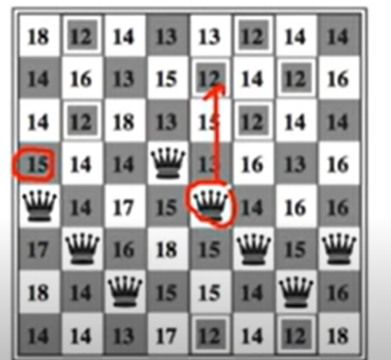 18 12 14 13 13 12 14 14
14 16 13 15 12 14 12 16
14 12 18 13 15 12 14 14
15 14 14 13 16 13 16
14 17 15 14 16 16
17 16 18 15 15
18 14 15 15 14 16
14 14 13 17 12 14 12 18